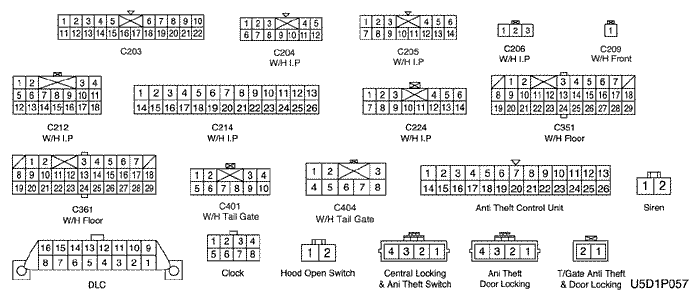 1 2 3 4 5 6 7 8 9 10
11 12 13 14 15 16 17 18 19 20 21 22
C203
1 2 3 4 5
6 7 8 9 10 11 12
C204
W/H I.P
1 2 3 4 5 6
7 8 9 10 11 12 13 14
C205
W/H I.P
1 2 3
C206
W/H I.P
1
C209
W/H Front
1 2 3 4
5 6 7 8 9 10 11
12 13 14 15 16 17 18
C212
W/H I.P
1 2 3 4 5 6 7 8 9 10 11 12 13
14 15 16 17 18 19 20 21 22 23 24 25 26
C214
W/H I.P
1 2 3 4
5 6 7 8 9 10 11 12 13 14
C224
W/H I.P
1 2 3 4 5 6 7
8 9 10 11 12 13 14 15 16 17 18
19 20 21 22 23 24 25 26 27 28 29
C351
W/H Floor
1 2 3 4 5 6 7
8 9 10 11 12 13 14 15 16 17 18
19 20 21 22 23 24 25 26 27 28 29
C361
W/H Floor
1 2 3 4
5 6 7 8 9 10
C401
W/H Tail Gate
1 2 3
4 5 6 7 8
C404
W/H Tail Gate
1 2 3 4 5 6 7 8 9 10 11 12 13
14 15 16 17 18 19 20 21 22 23 24 25 26
Anti Theft Control Unit
1 2
Siren
16 15 14 13 12 11 10 9
8 7 6 5 4 3 2 1
DLC
1 2 3 4
5 6 7 8
Clock
1 2
Hood Open Switch
4 3 2 1
Central Locking
& Ani Theft Switch
4 3 2 1
Ani Theft
Door Locking
2 1
T/Gate Anti Theft
& Door Locking
U5D1P057